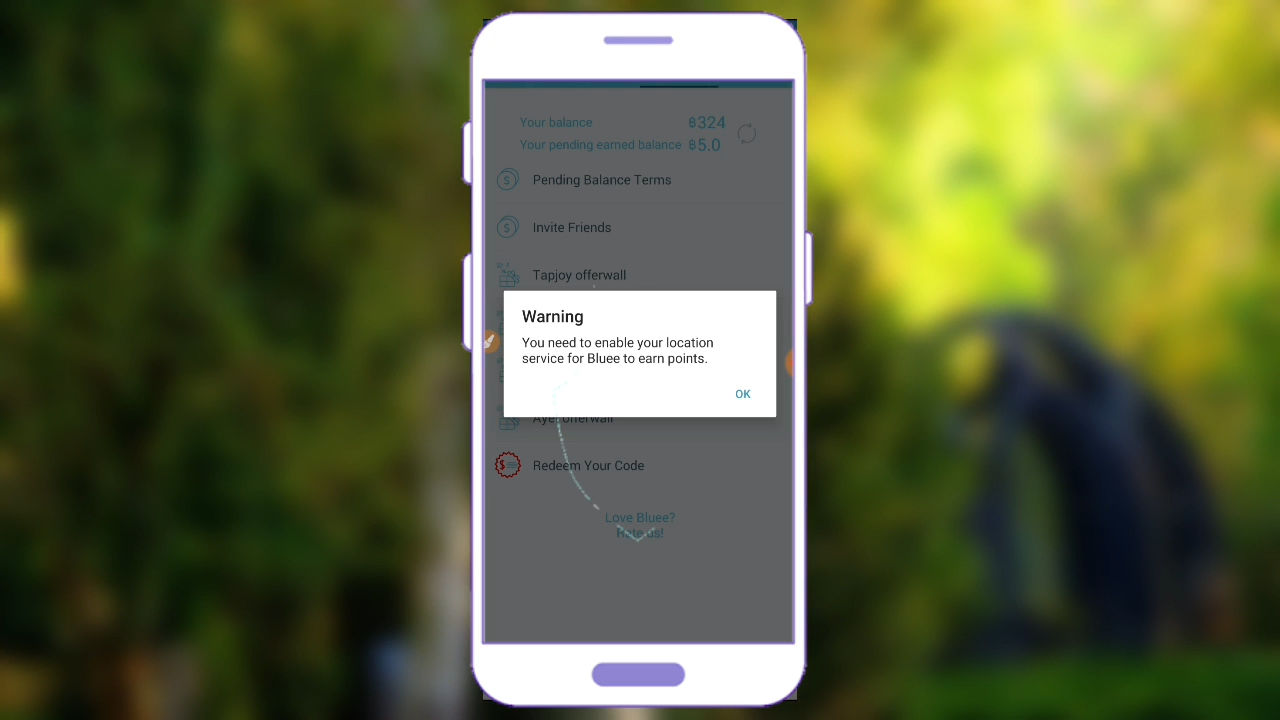 Your balance ฿324
Your pending earned balance ฿5.0
Pending Balance Terms
Invite Friends
Tapjoy offerwall
Warning
You need to enable your location
service for Bluee to earn points.
OK
offerwall
Redeem Your Code
Love Bluee?
Rate us!